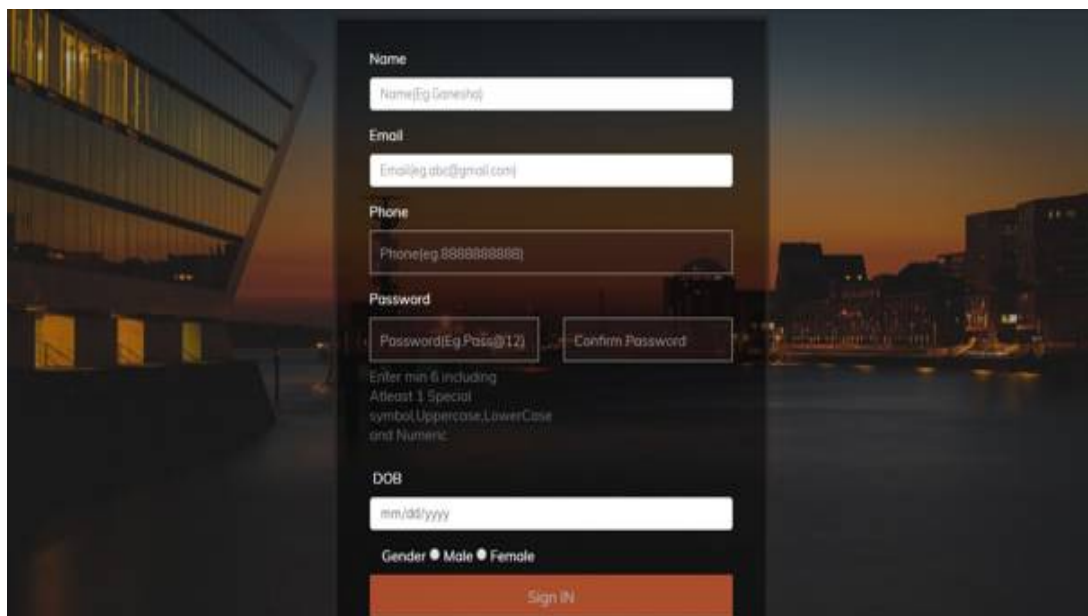 Name
Name(Eg.Ganesha)
Email
Email(eg.abc@gmail.com)
Phone
Phone(eg.8888888888)
Password
Password(Eg.Pass@12) Confirm Password
Enter min 6 including
Atleast 1 Special
symbol,Uppercase,LowerCase
and Numeric
DOB
mm/dd/yyyy
Gender Male Female
Sign IN